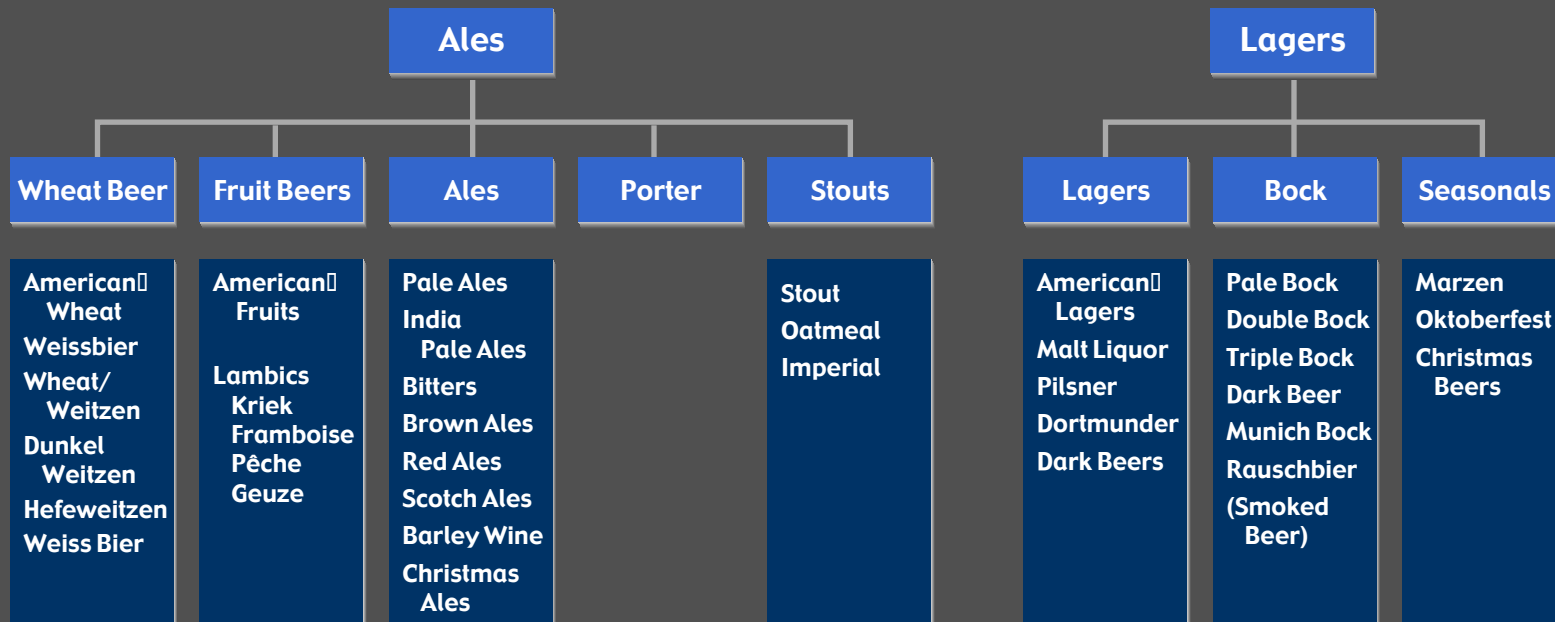 Ales
Lagers
Wheat Beer
Fruit Beers
Ales
Porter
Stouts
Lagers
Bock
Seasonals
American
Wheat
Weissbier
Wheat/
Weitzen
Dunkel
Weitzen
Hefeweitzen
Weiss Bier
American
Fruits
Lambics
Kriek
Framboise
Pêche
Geuze
Pale Ales
India
Pale Ales
Bitters
Brown Ales
Red Ales
Scotch Ales
Barley Wine
Christmas
Ales
Stout
Oatmeal
Imperial
American
Lagers
Malt Liquor
Pilsner
Dortmunder
Dark Beers
Pale Bock
Double Bock
Triple Bock
Dark Beer
Munich Bock
Rauschbier
(Smoked
Beer)
Marzen
Oktoberfest
Christmas
Beers